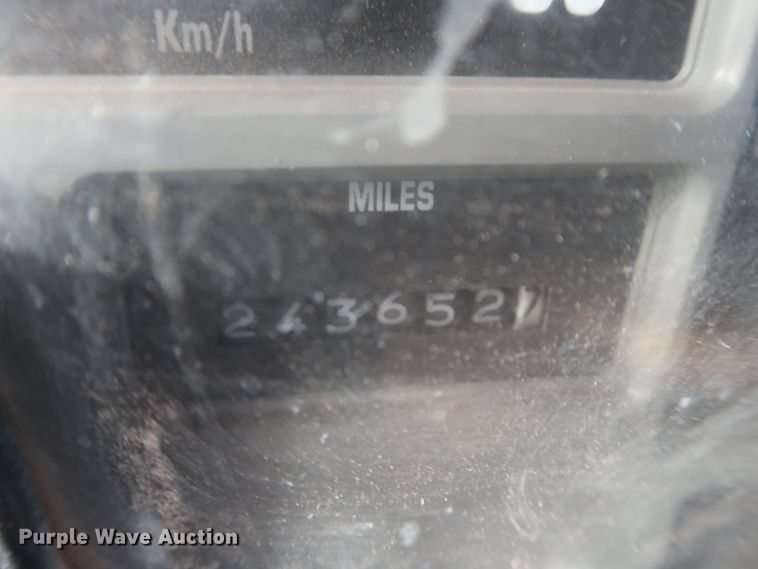 Km/h
MILES
243652
Purple Wave Auction